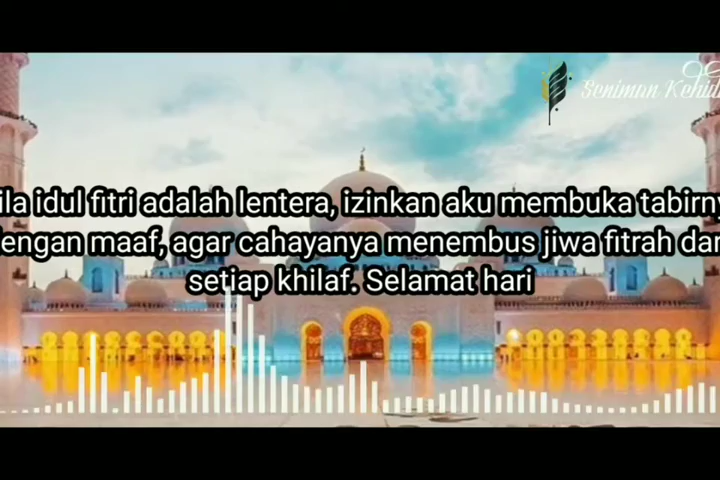 Seniman
ila idul fitri adalah lentera, izinkan aku membuka tabirny
dengan maaf, agar cahayanya menembus jiwa fitrah dar
setiap khilaf. Selamat hari